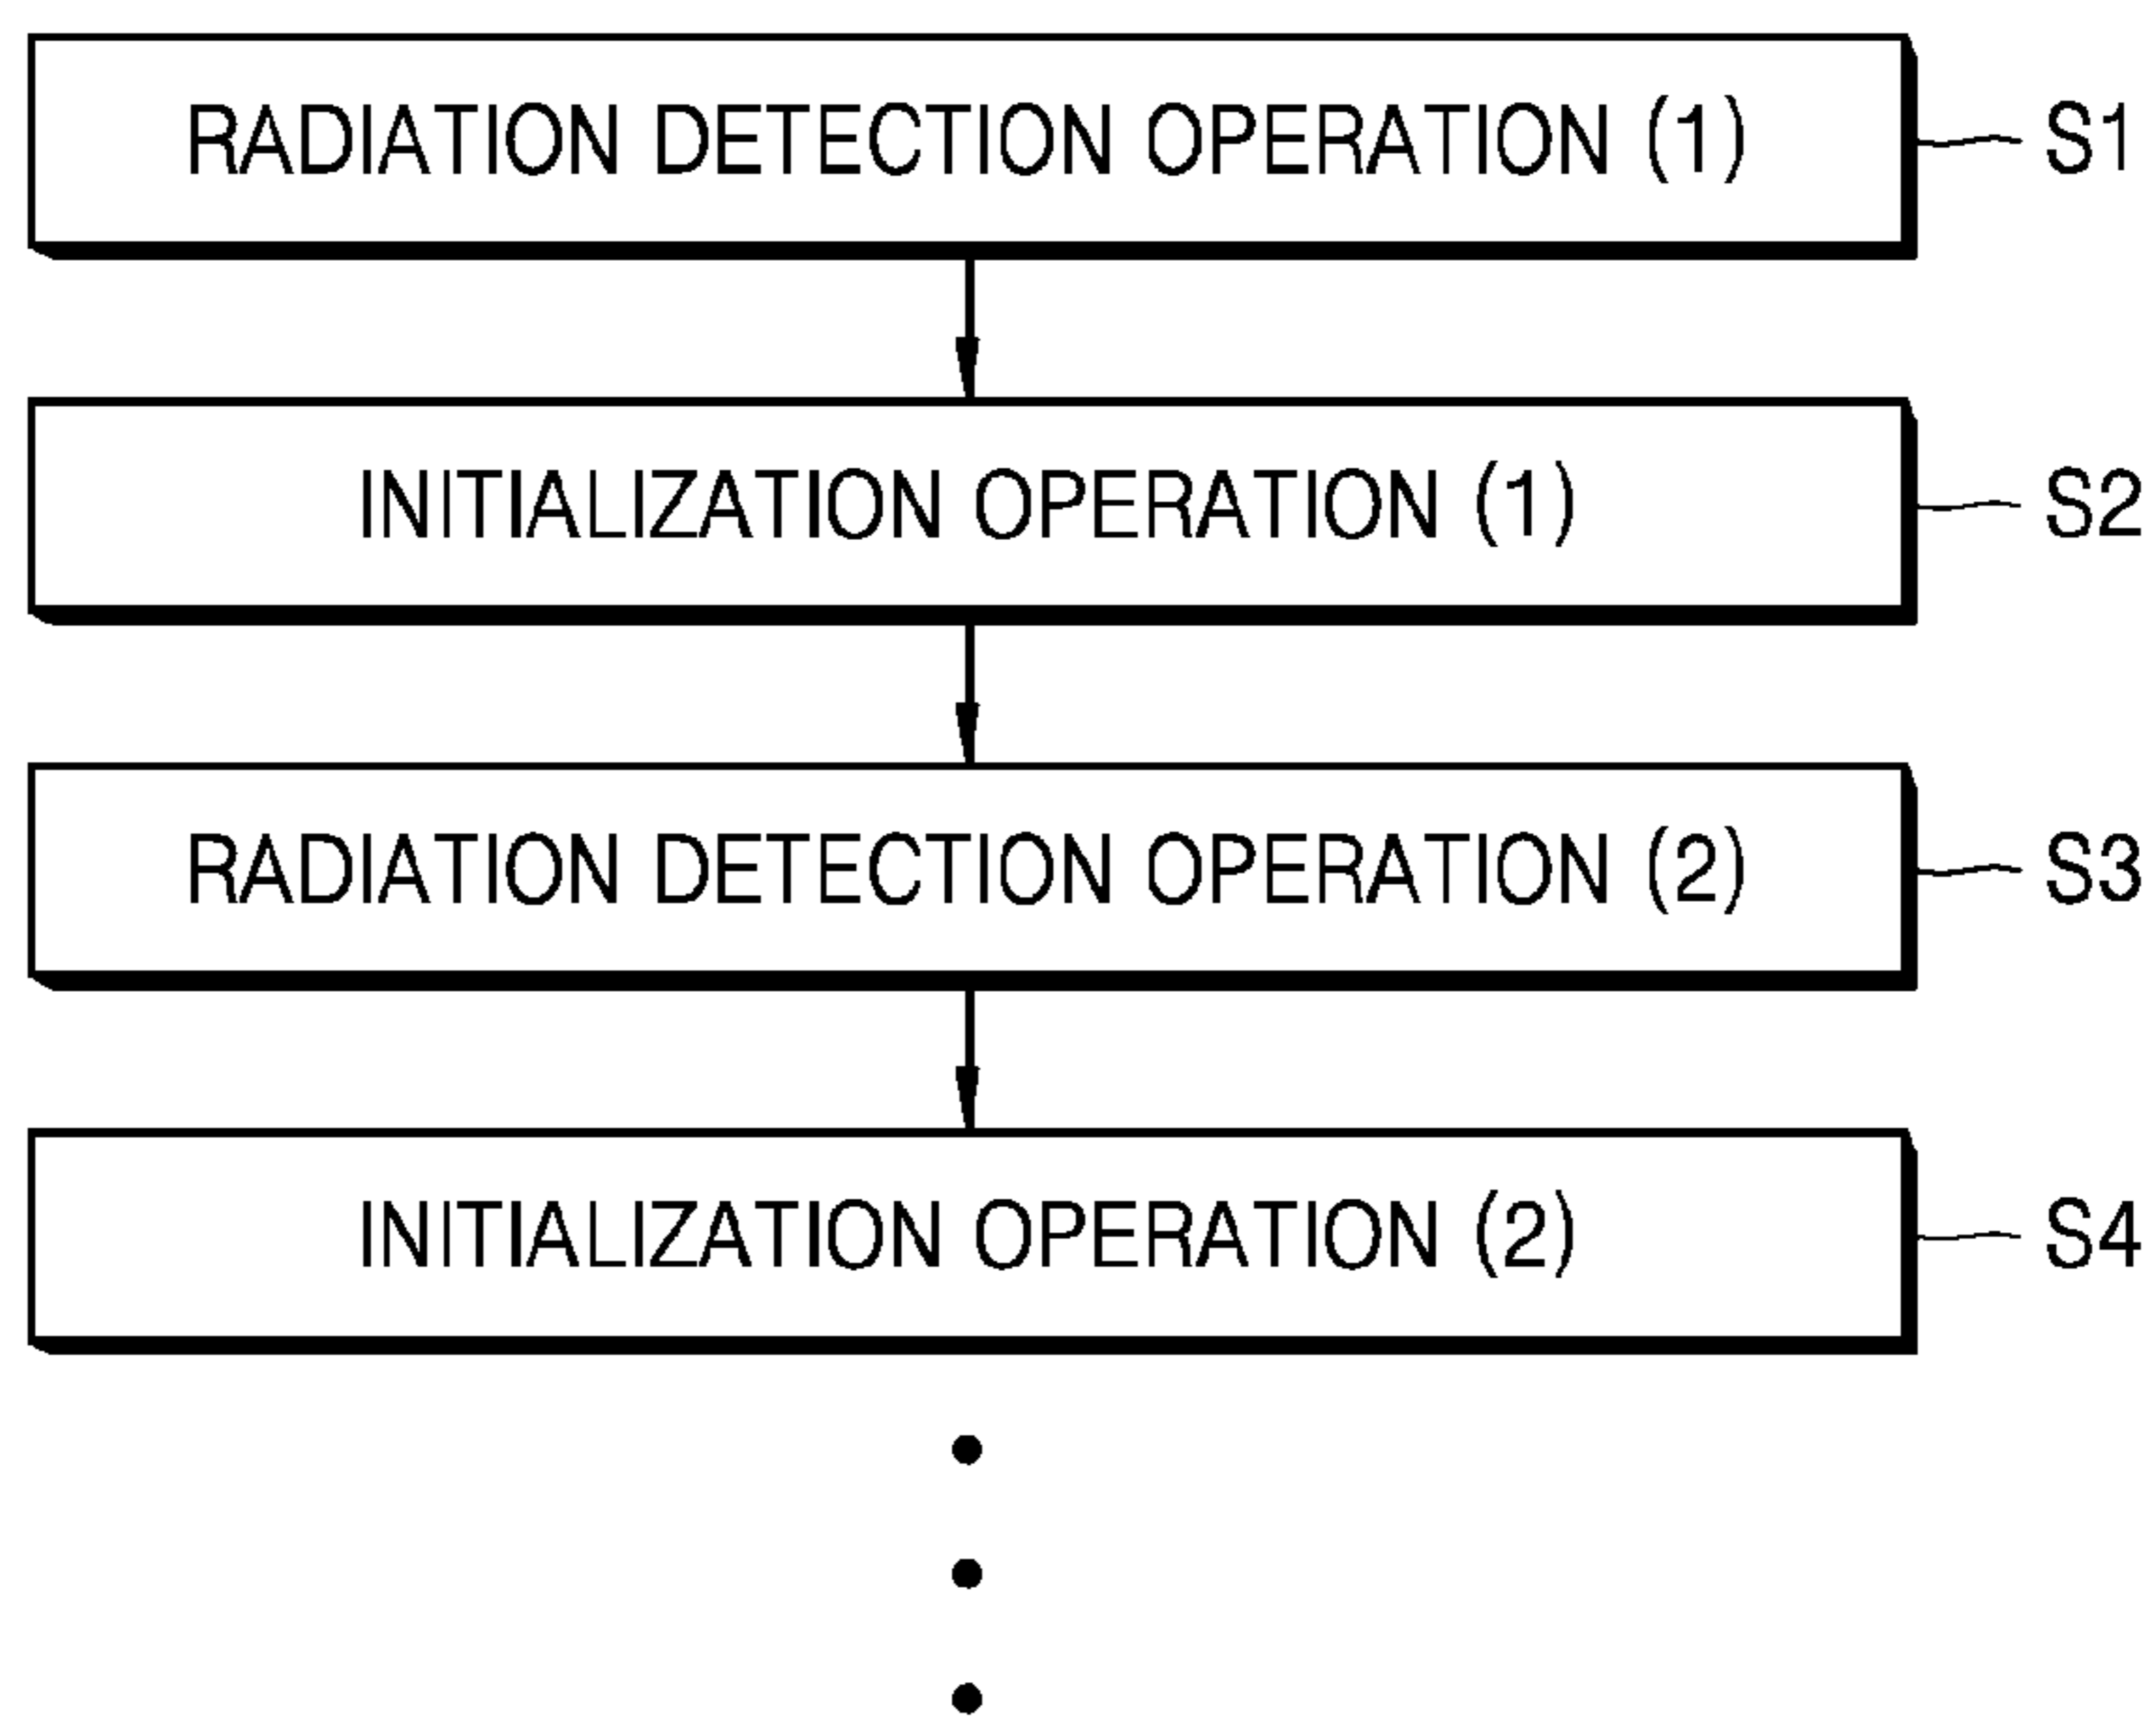 RADIATION DETECTION OPERATION (1) S1
INITIALIZATION OPERATION (1) S2
RADIATION DETECTION OPERATION (2) S3
INITIALIZATION OPERATION (2) S4